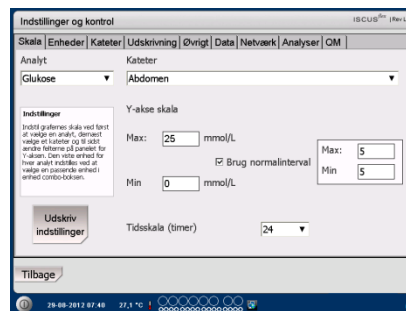 Indstillinger og kontrol
ISCUSflex |Rev L
Skala Enheder Kateter Udskrivning Øvrigt Data Netværk Analyser QM
Analyt
Kateter
Glukose
Abdomen
Indstillinger
Indstil grafernes skala ved først
at vælge en analyt, dernæst
vælge et kateter og til sidst
ændre felterne på panelet for
Y-aksen. Den viste enhed for
hver analyt indstilles ved at
vælge en passende enhed i
enhed combo-boksen.
Y-akse skala
Max: 25 mmol/L
Brug normalinterval
Max: 5
Min 5
Min 0 mmol/L
Udskriv
indstillinger
Tidsskala (timer)
24
Tilbage
29-08-2012 07:40 27,1 °C